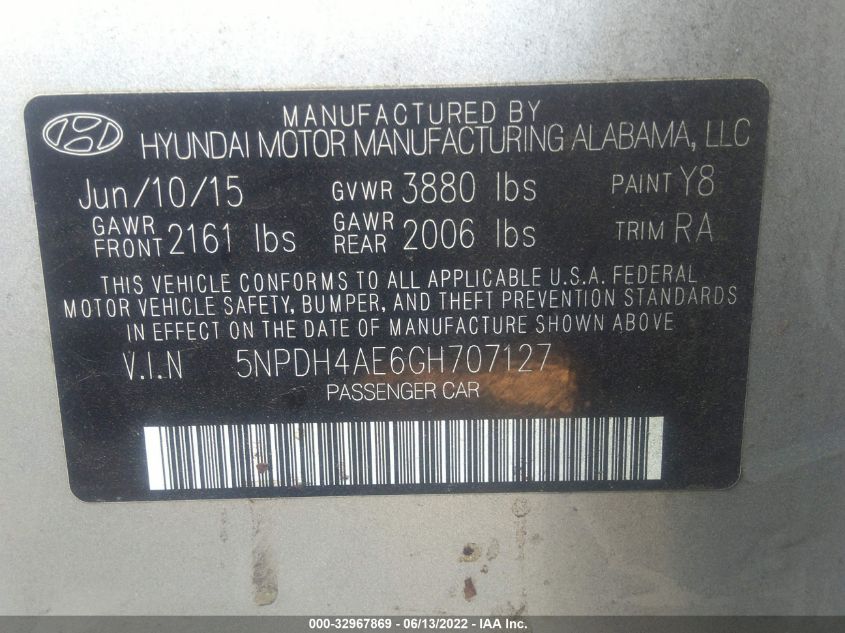 MANUFACTURED BY
HYUNDAI MOTOR MANUFACTURING ALABAMA, LLC
Jun/10/15 GVWR 3880 lbs PAINT Y8
GAWR FRONT 2161 lbs GAWR REAR 2006 lbs TRIM RA
THIS VEHICLE CONFORMS TO ALL APPLICABLE U.S.A. FEDERAL
MOTOR VEHICLE SAFETY, BUMPER, AND THEFT PREVENTION STANDARDS
IN EFFECT ON THE DATE OF MANUFACTURE SHOWN ABOVE
V.I.N 5NPDH4AE6GH707127
PASSENGER CAR
000-32967869 - 06/13/2022 - IAA Inc.